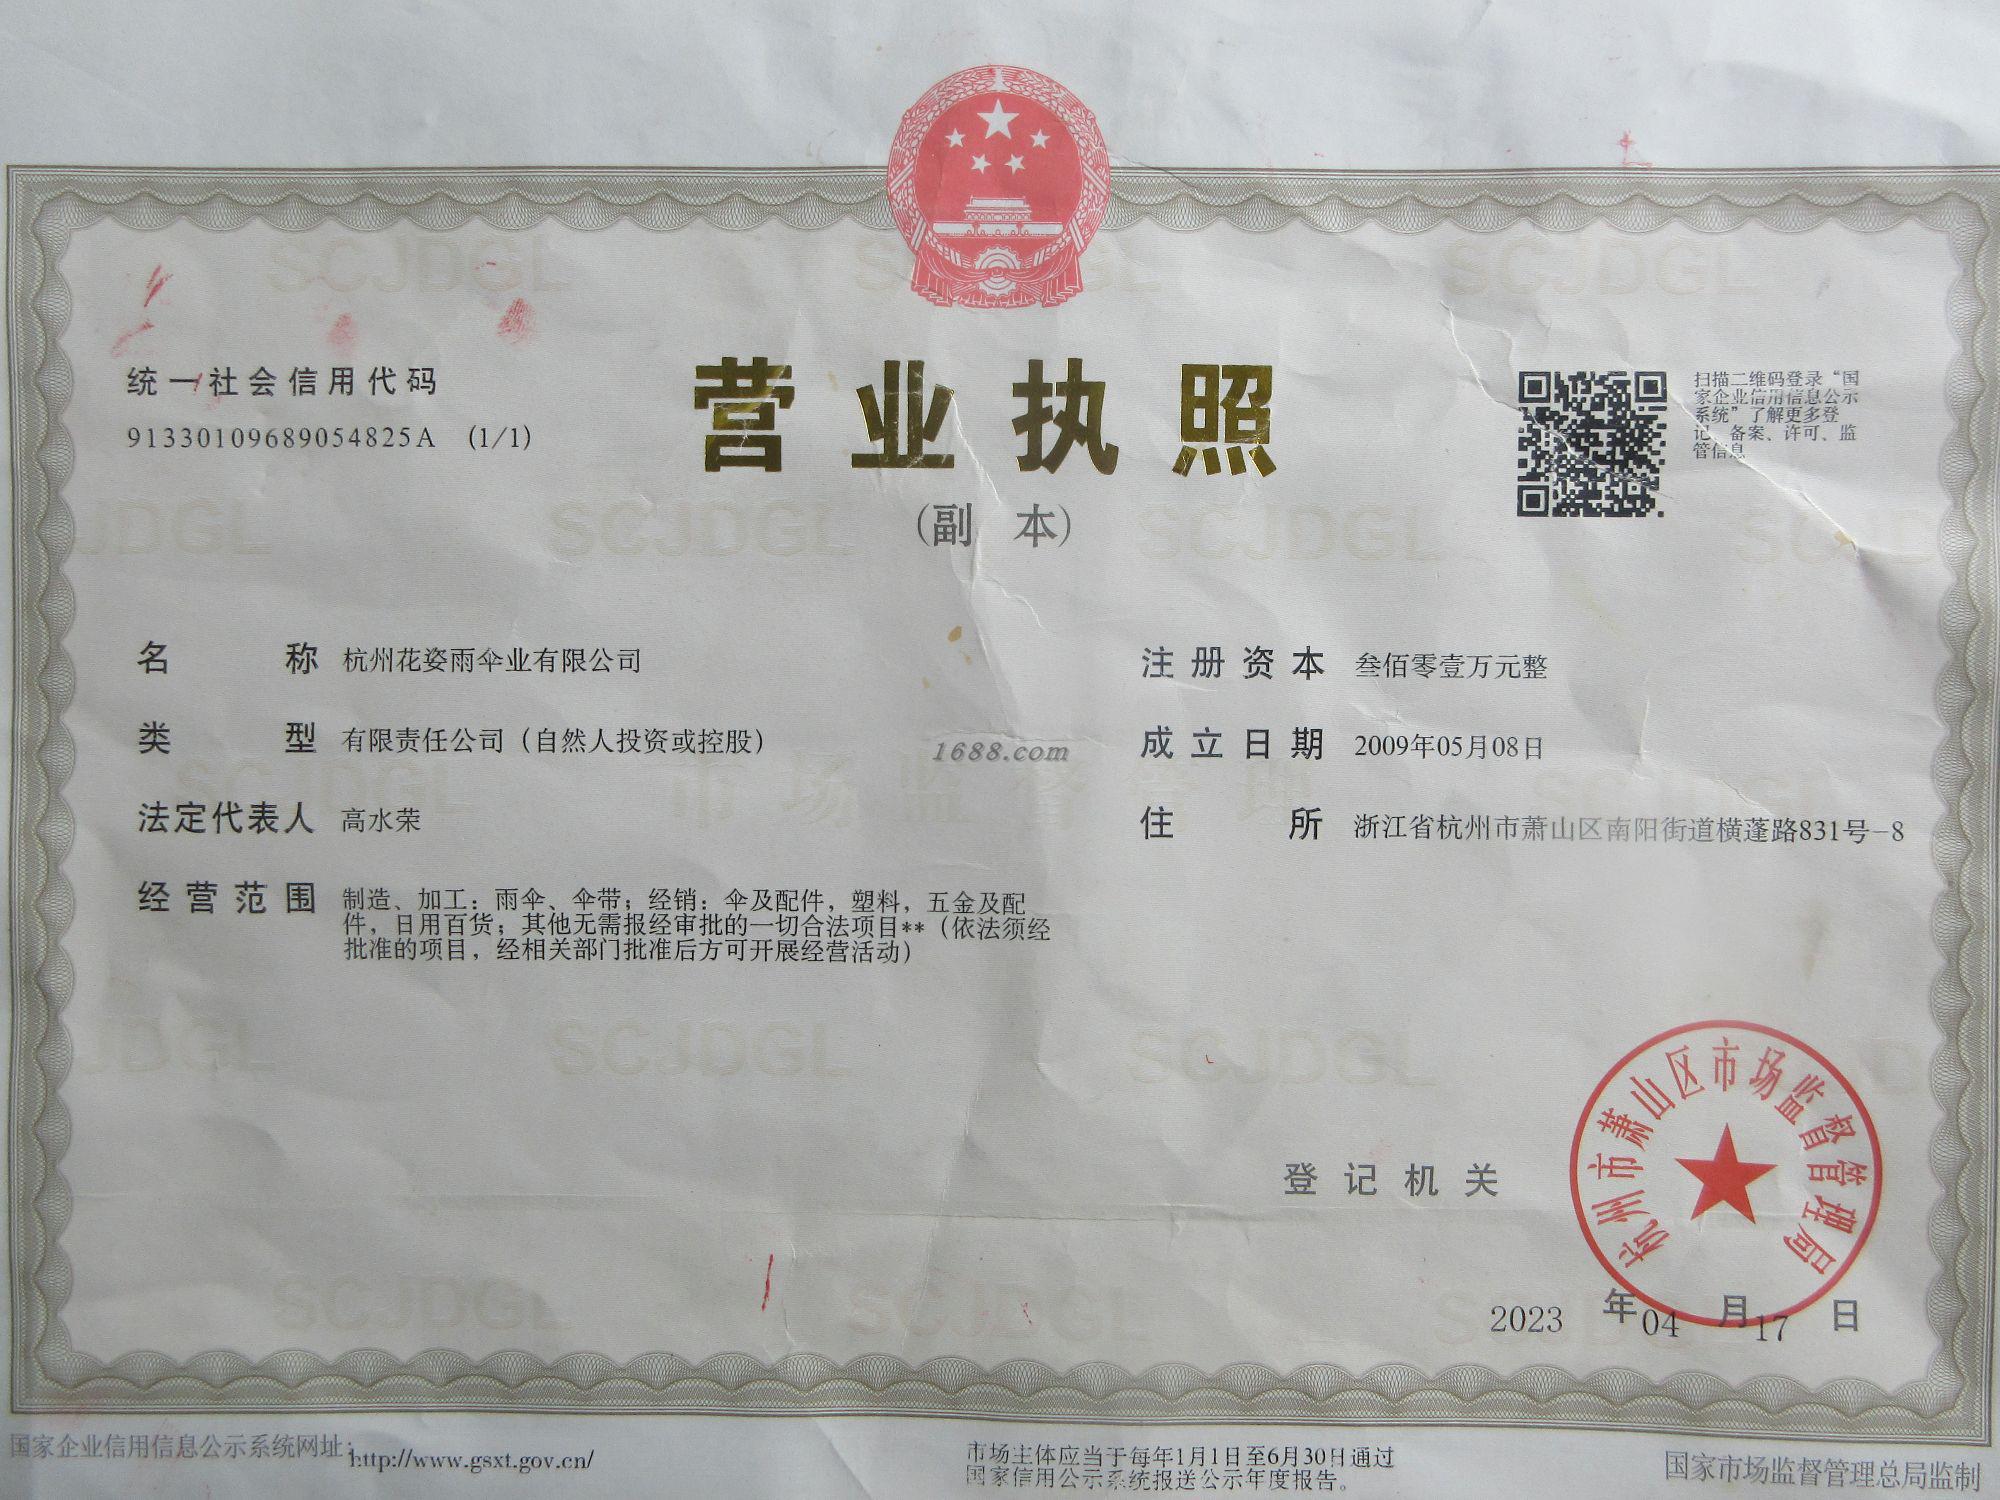 统一社会信用代码
91330109689054825A (1/1)
营业执照
(副 本)
扫描二维码登录“国
家企业信用信息公示
系统”了解更多登
记、备案、许可、监
管信息
名 称 杭州花姿雨伞业有限公司
类 型 有限责任公司（自然人投资或控股）
法定代表人 高水荣
经营范围 制造、加工：雨伞、伞带；经销：伞及配件，塑料，五金及配
件，日用百货；其他无需报经审批的一切合法项目**（依法须经
批准的项目，经相关部门批准后方可开展经营活动）
注册资本 叁佰零壹万元整
成立日期 2009年05月08日
住 所 浙江省杭州市萧山区南阳街道横蓬路831号-8
1688.com
SCJDGL
市场监督管理
登记机关
杭州市萧山区市场监督管理局
2023 年 04 月 17 日
国家企业信用信息公示系统网址：http://www.gsxt.gov.cn/
市场主体应当于每年1月1日至6月30日通过
国家信用公示系统报送公示年度报告。
国家市场监督管理总局监制